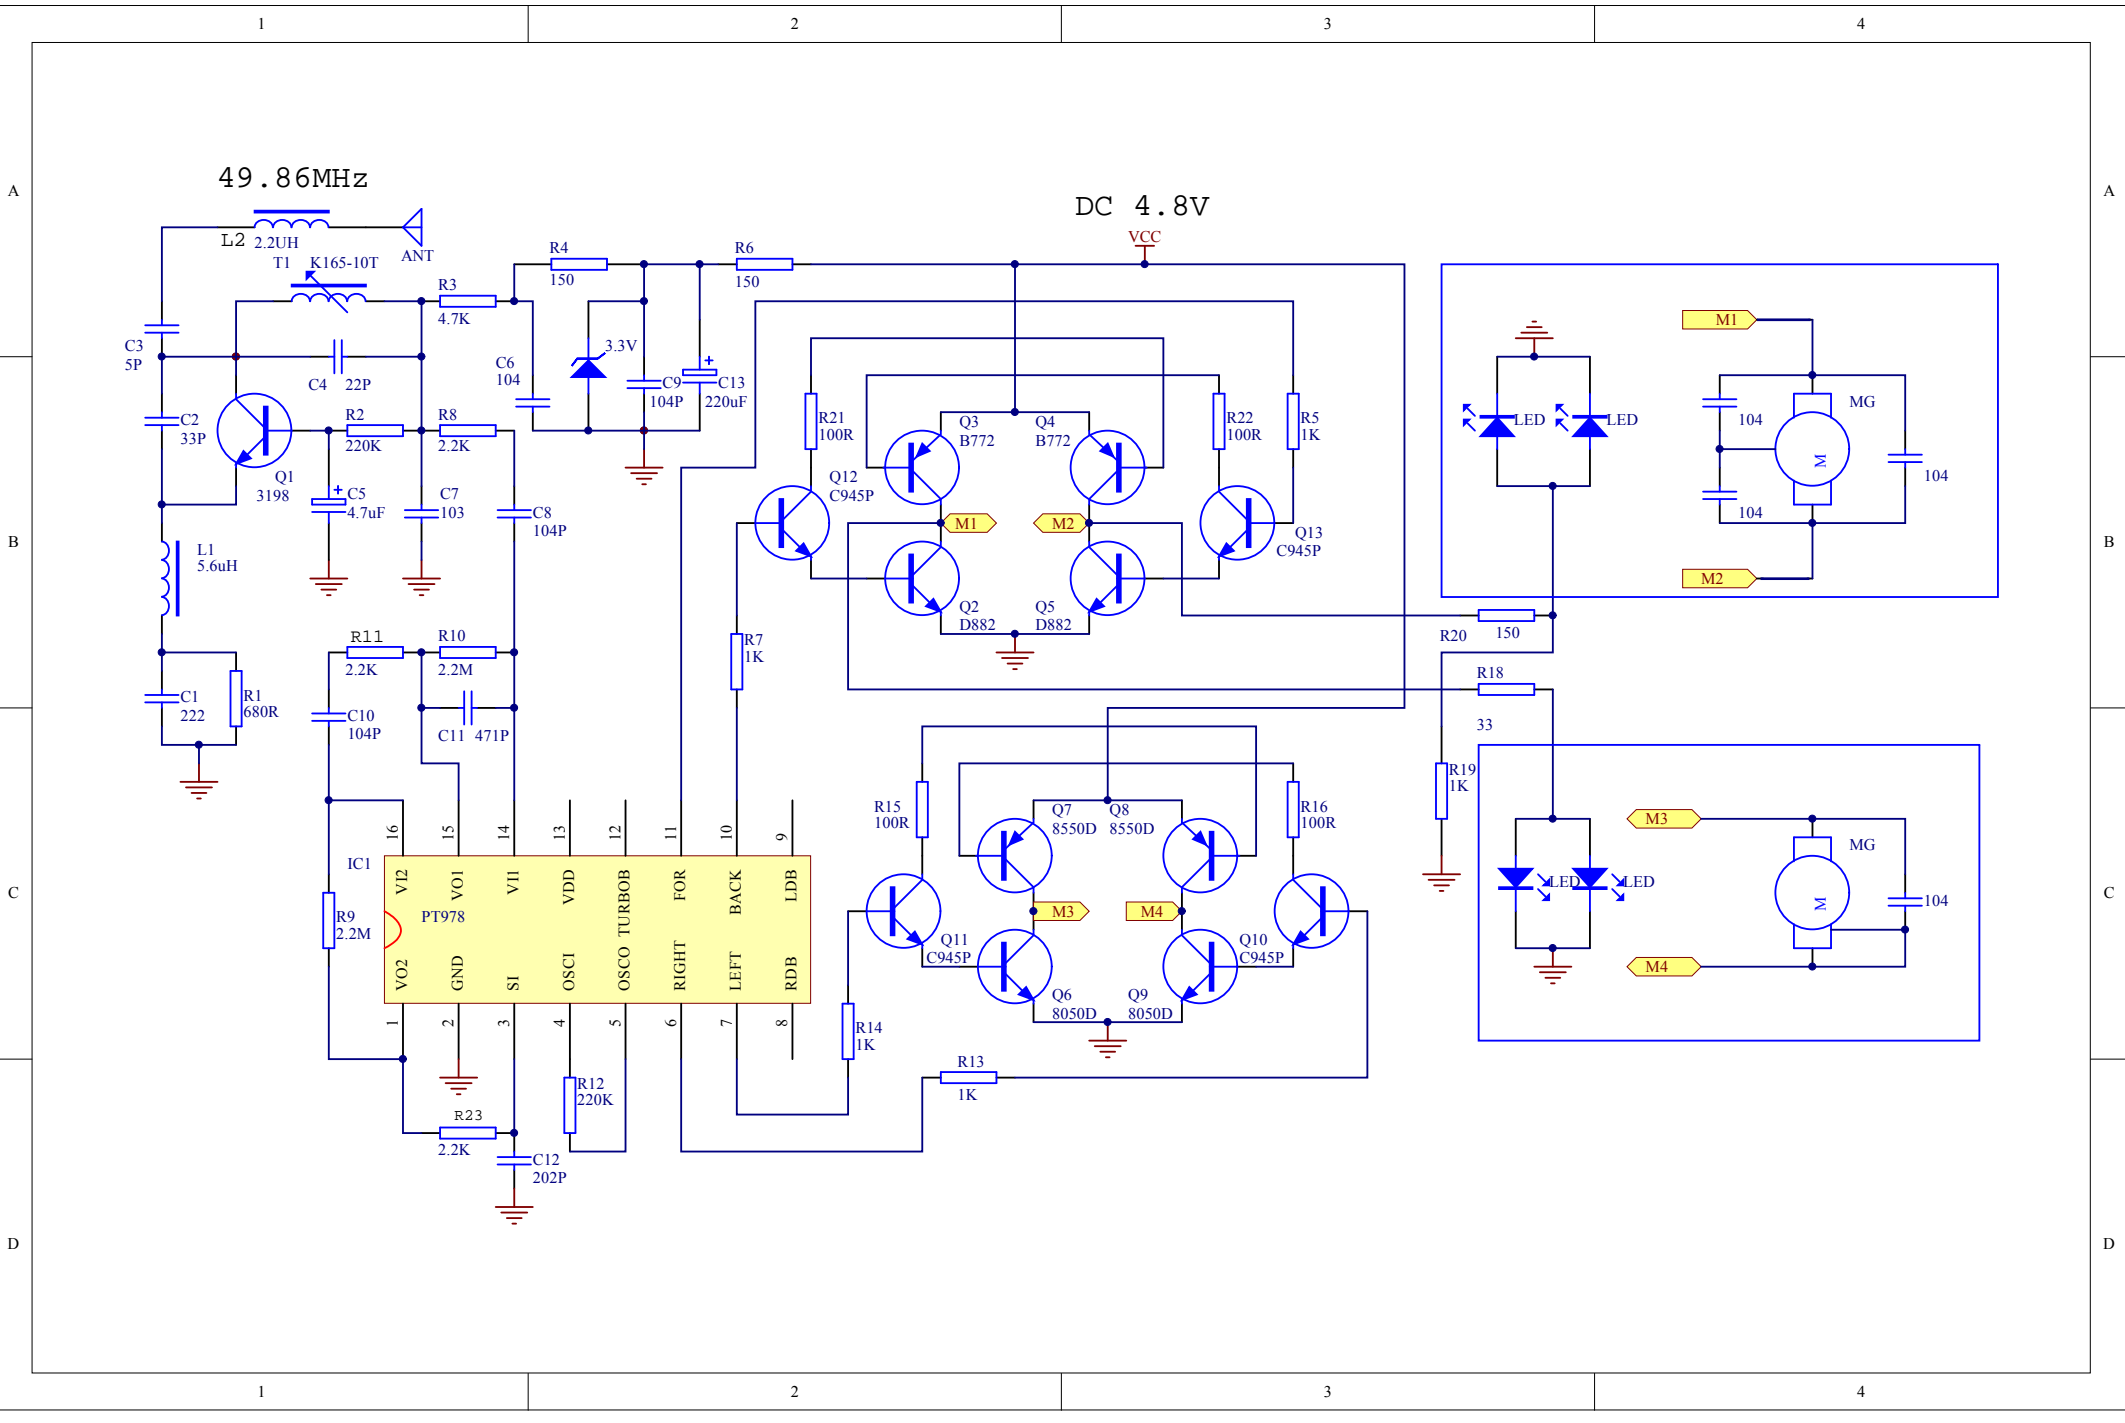 1 2 3 4
A A
49.86MHz
DC 4.8V
VCC
L2 2.2UH
ANT
T1 K165-10T
R4
150
R6
150
R3
4.7K
C3
5P
C4 22P
C6
104
3.3V
C9
104P
C13
220uF
C2
33P
R2
220K
R8
2.2K
Q1
3198
C5
4.7uF
C7
103
C8
104P
R21
100R
Q3
B772
Q4
B772
R22
100R
R5
1K
Q12
C945P
M1
M2
Q13
C945P
Q2
D882
Q5
D882
LED
LED
M1
MG
104
M
104
104
M2
B B
L1
5.6uH
R11
2.2K
R10
2.2M
R7
1K
R20 150
R18
33
C1
222
R1
680R
C10
104P
C11 471P
R19
1K
R15
100R
Q7
8550D
Q8
8550D
R16
100R
M3
M4
Q11
C945P
Q10
C945P
Q6
8050D
Q9
8050D
LED
LED
M3
MG
M
104
M4
C C
16 15 14 13 12 11 10 9
IC1
VI2 VO1 VI1 VDD TURBOB FOR BACK LDB
PT978
R9
2.2M
VO2 GND SI OSCI OSCO RIGHT LEFT RDB
1 2 3 4 5 6 7 8
R14
1K
R13
1K
R12
220K
R23
2.2K
C12
202P
D D
1 2 3 4